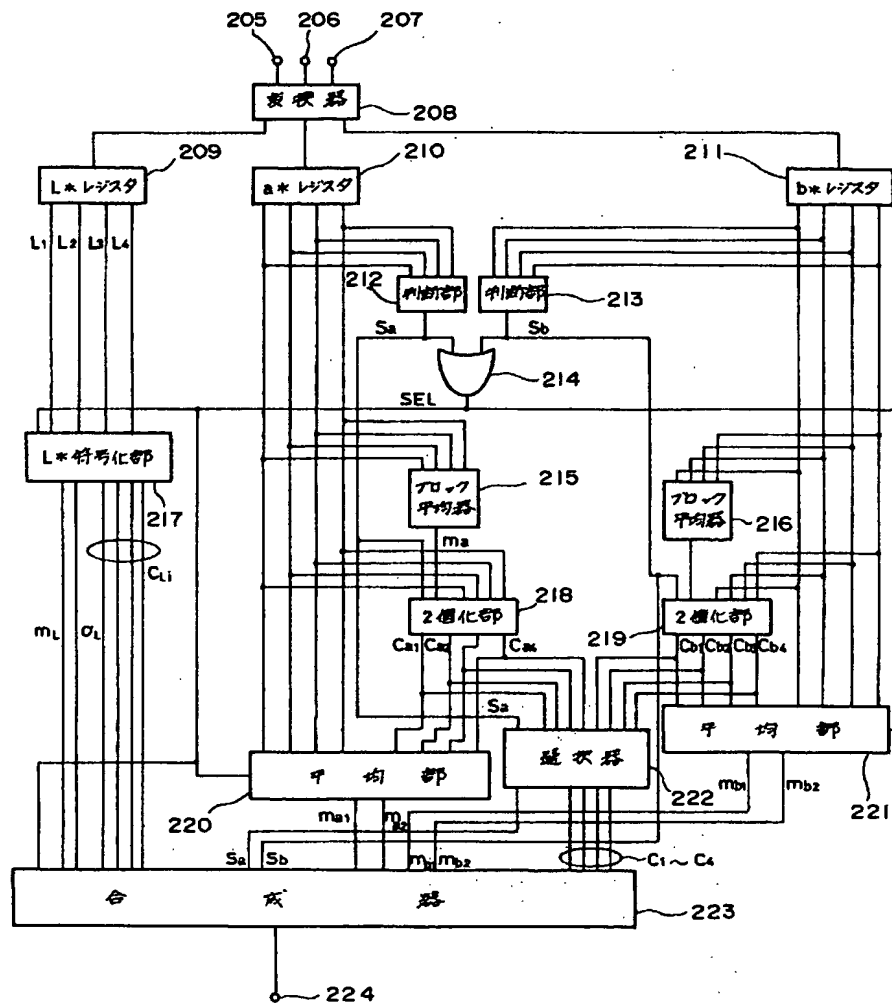 205
206
207
変換器
208
209
210
211
L*レジスタ
a*レジスタ
b*レジスタ
L1
L2
L3
L4
212
判断部
判断部
213
Sa
Sb
214
SEL
L*符号化部
217
ブロック
平均器
215
ブロック
平均器
216
CLi
ma
mL
σL
2値化部
218
2値化部
219
Ca1
Ca2
Ca4
Cb1
Cb2
Cb3
Cb4
Sa
平均部
220
選択器
222
平均部
221
ma1
ma2
mb1
mb2
Sa
Sb
mb1
mb2
C1~C4
合成器
223
224